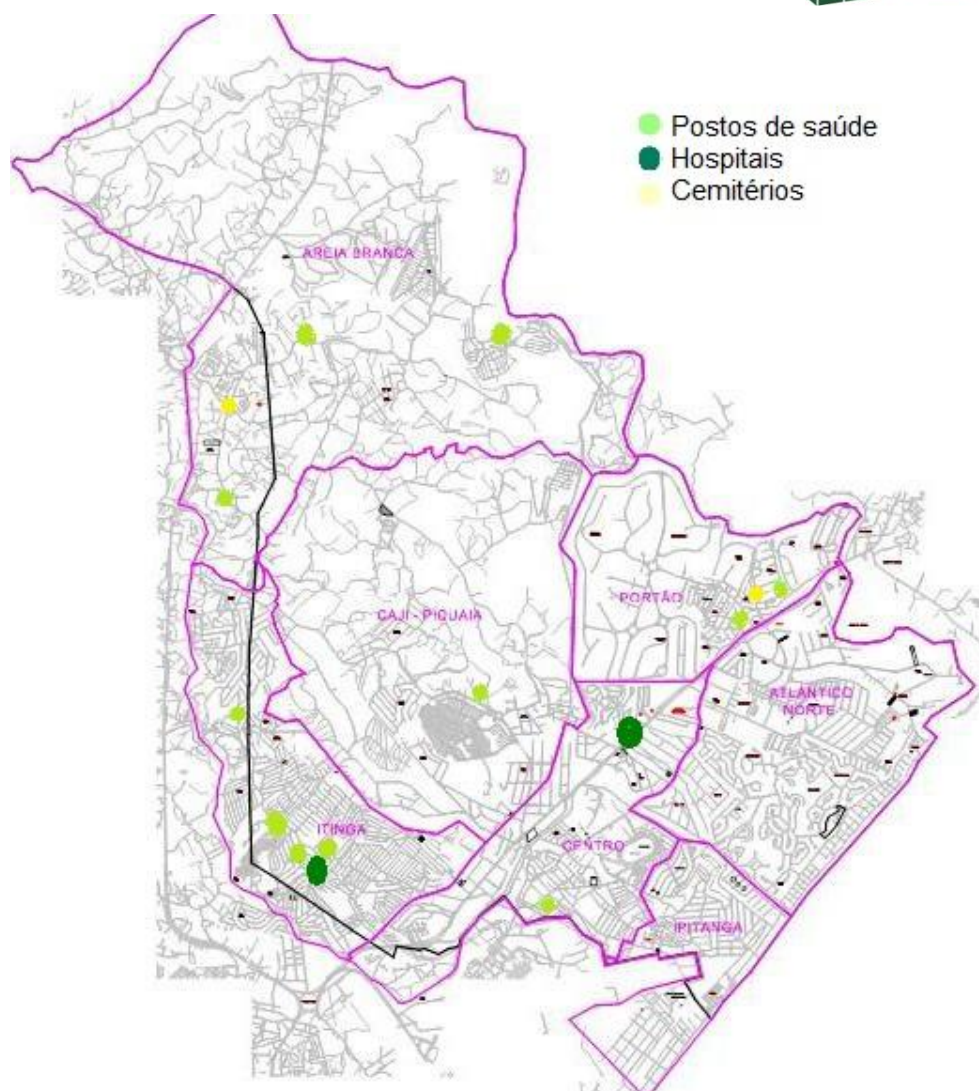 Postos de saúde
Hospitais
Cemitérios
AREIA BRANCA
PORTÃO
CAJI - PIQUAIA
ATLÂNTICO
NORTE
ITINGA
CENTRO
IPITANGA